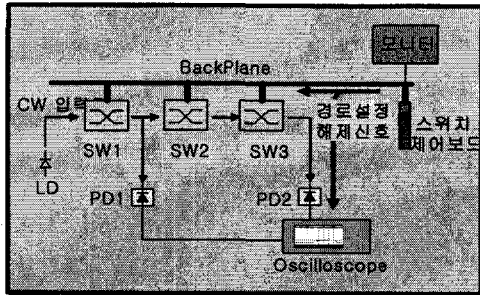 모니터
BackPlane
CW 입력
경로설정
해제신호
스위치
제어보드
SW1
SW2
SW3
LD
PD1
PD2
Oscilloscope